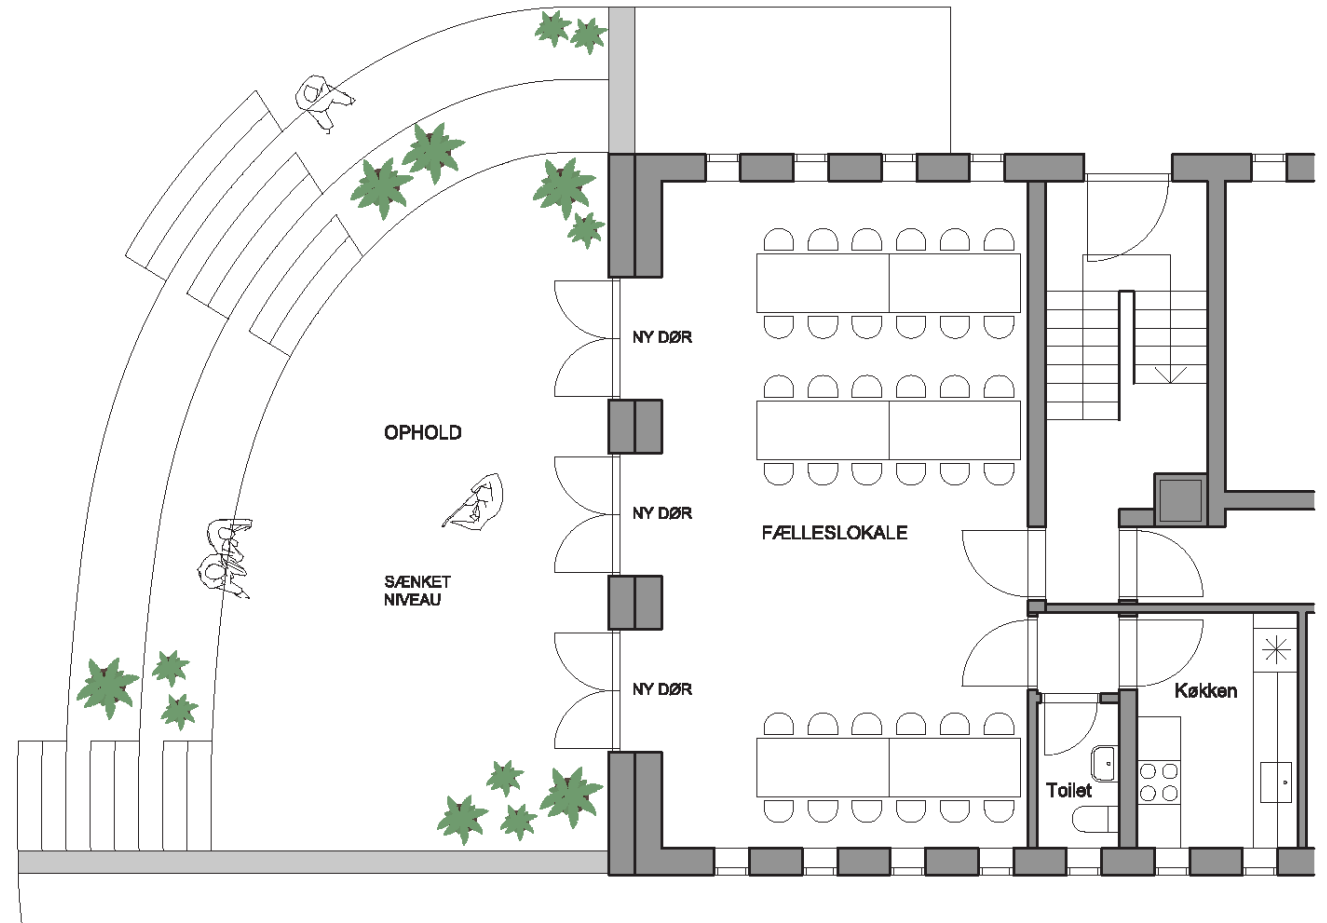 NY DØR
OPHOLD
NY DØR
FÆLLESLOKALE
SÆNKET
NIVEAU
NY DØR
Køkken
Toilet